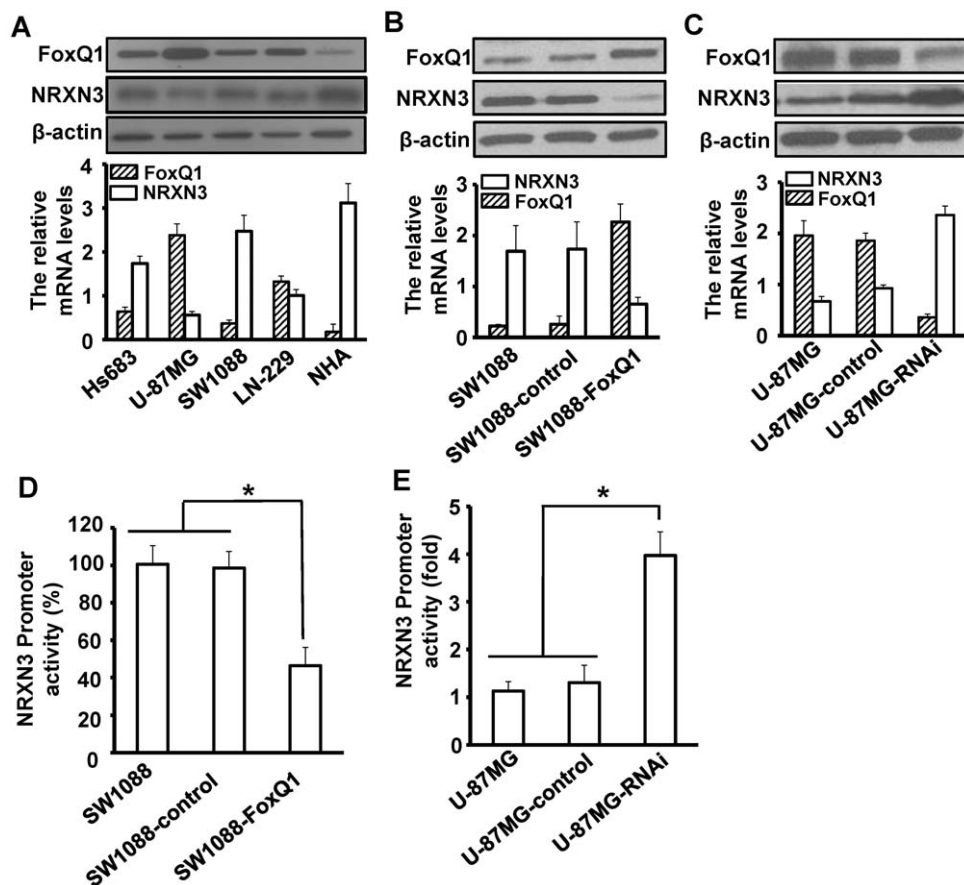 A
FoxQ1
NRXN3
β-actin
The relative
mRNA levels
4
3
2
1
0
FoxQ1
NRXN3
Hs683
U-87MG
SW1088
LN-229
NHA
B
FoxQ1
NRXN3
β-actin
The relative
mRNA levels
3
2
1
0
NRXN3
FoxQ1
SW1088
SW1088-control
SW1088-FoxQ1
C
FoxQ1
NRXN3
β-actin
The relative
mRNA levels
3
2
1
0
NRXN3
FoxQ1
U-87MG
U-87MG-control
U-87MG-RNAi
D
NRXN3 Promoter
activity (%)
120
100
80
60
40
20
0
*
SW1088
SW1088-control
SW1088-FoxQ1
E
NRXN3 Promoter
activity (fold)
5
4
3
2
1
0
*
U-87MG
U-87MG-control
U-87MG-RNAi